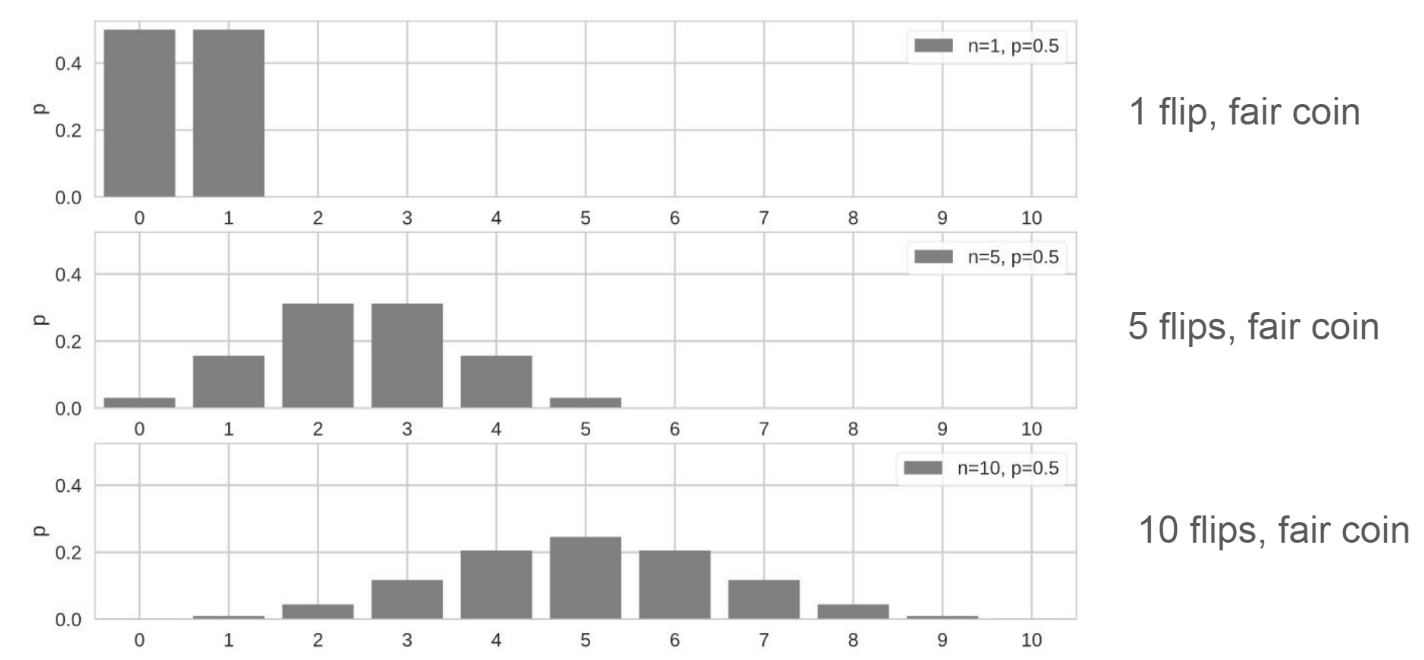 0.4
0.2
0.0
p
n=1, p=0.5
0 1 2 3 4 5 6 7 8 9 10
1 flip, fair coin
0.4
0.2
0.0
p
n=5, p=0.5
0 1 2 3 4 5 6 7 8 9 10
5 flips, fair coin
0.4
0.2
0.0
p
n=10, p=0.5
0 1 2 3 4 5 6 7 8 9 10
10 flips, fair coin